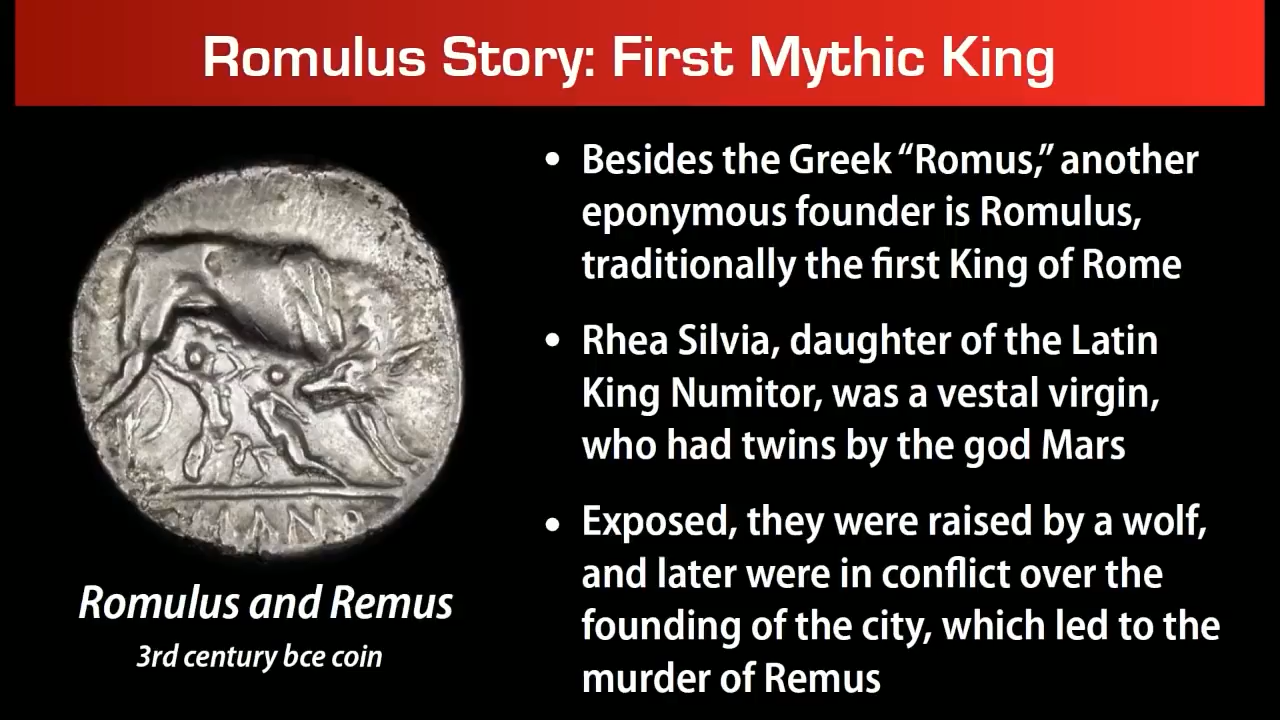 Romulus Story: First Mythic King
Besides the Greek “Romus,” another
eponymous founder is Romulus,
traditionally the first King of Rome
Rhea Silvia, daughter of the Latin
King Numitor, was a vestal virgin,
who had twins by the god Mars
Exposed, they were raised by a wolf,
and later were in conflict over the
founding of the city, which led to the
murder of Remus
Romulus and Remus
3rd century bce coin